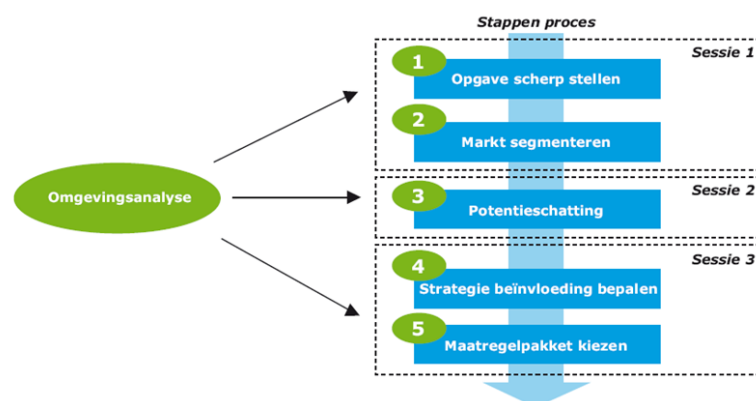 Stappen proces
Sessie 1
1
Opgave scherp stellen
2
Markt segmenteren
Omgevingsanalyse
Sessie 2
3
Potentieschatting
Sessie 3
4
Strategie beïnvloeding bepalen
5
Maatregelpakket kiezen